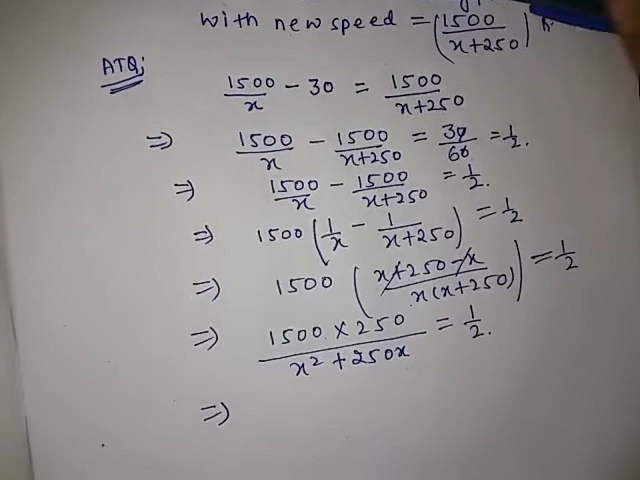 with new speed = (1500/x+250) h.
ATQ;
1500/x - 30 = 1500/x+250
⇒ 1500/x - 1500/x+250 = 30/60 = 1/2.
⇒ 1500/x - 1500/x+250 = 1/2.
⇒ 1500 (1/x - 1/x+250) = 1/2
⇒ 1500 (x+250-x/x(x+250)) = 1/2
⇒ 1500 × 250/x² + 250x = 1/2.
⇒